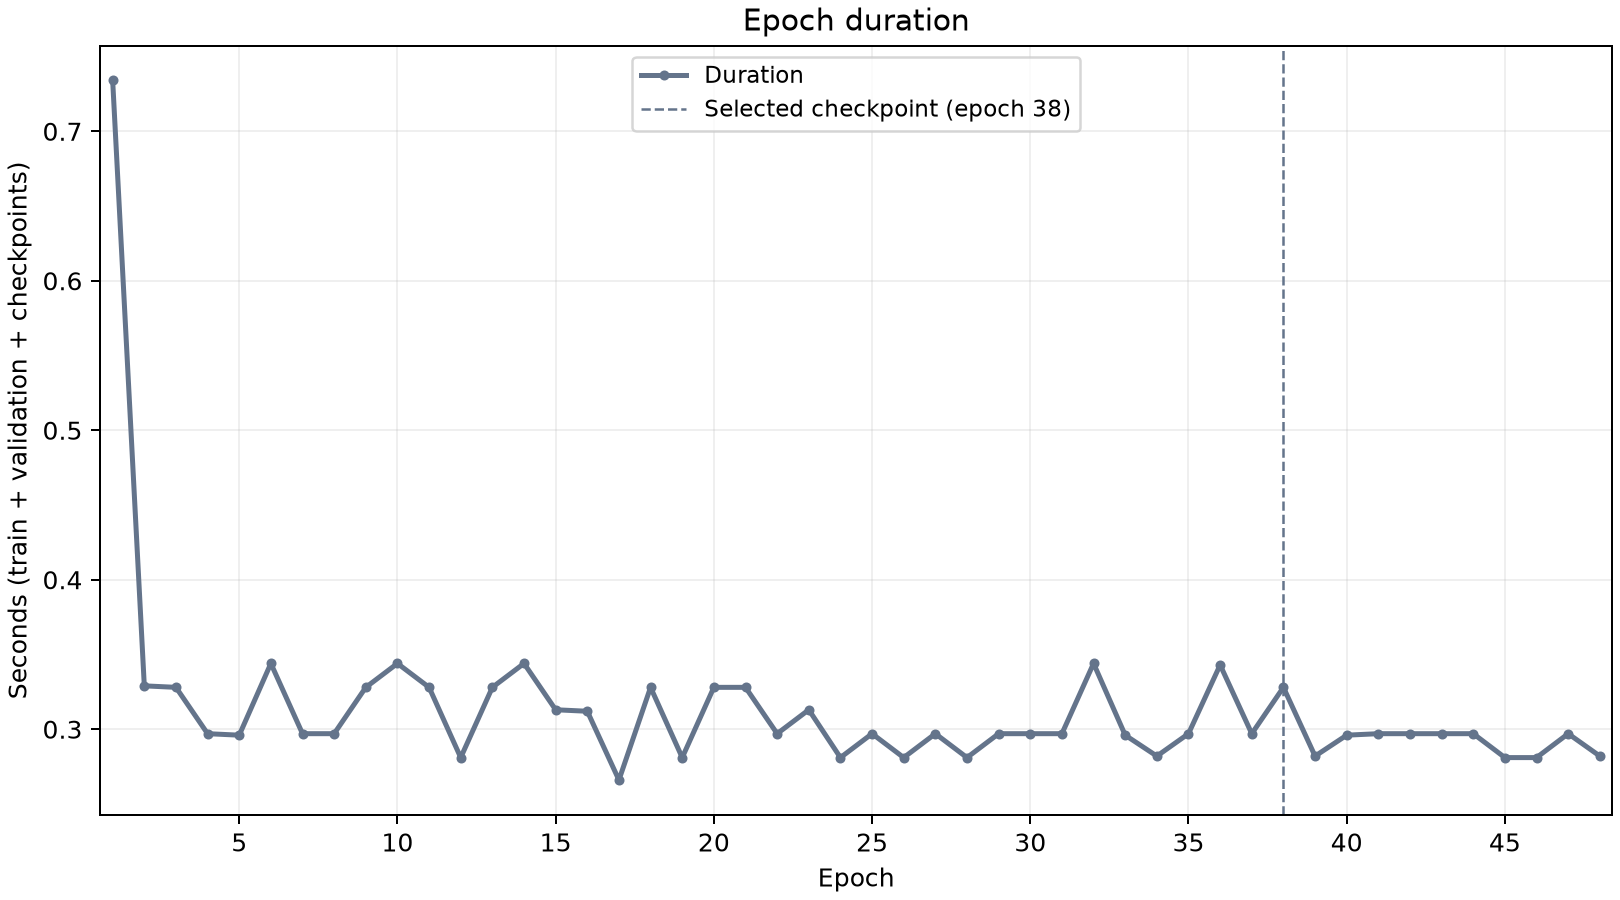 Epoch duration
Duration
Selected checkpoint (epoch 38)
Seconds (train + validation + checkpoints)
0.7
0.6
0.5
0.4
0.3
5 10 15 20 25 30 35 40 45
Epoch